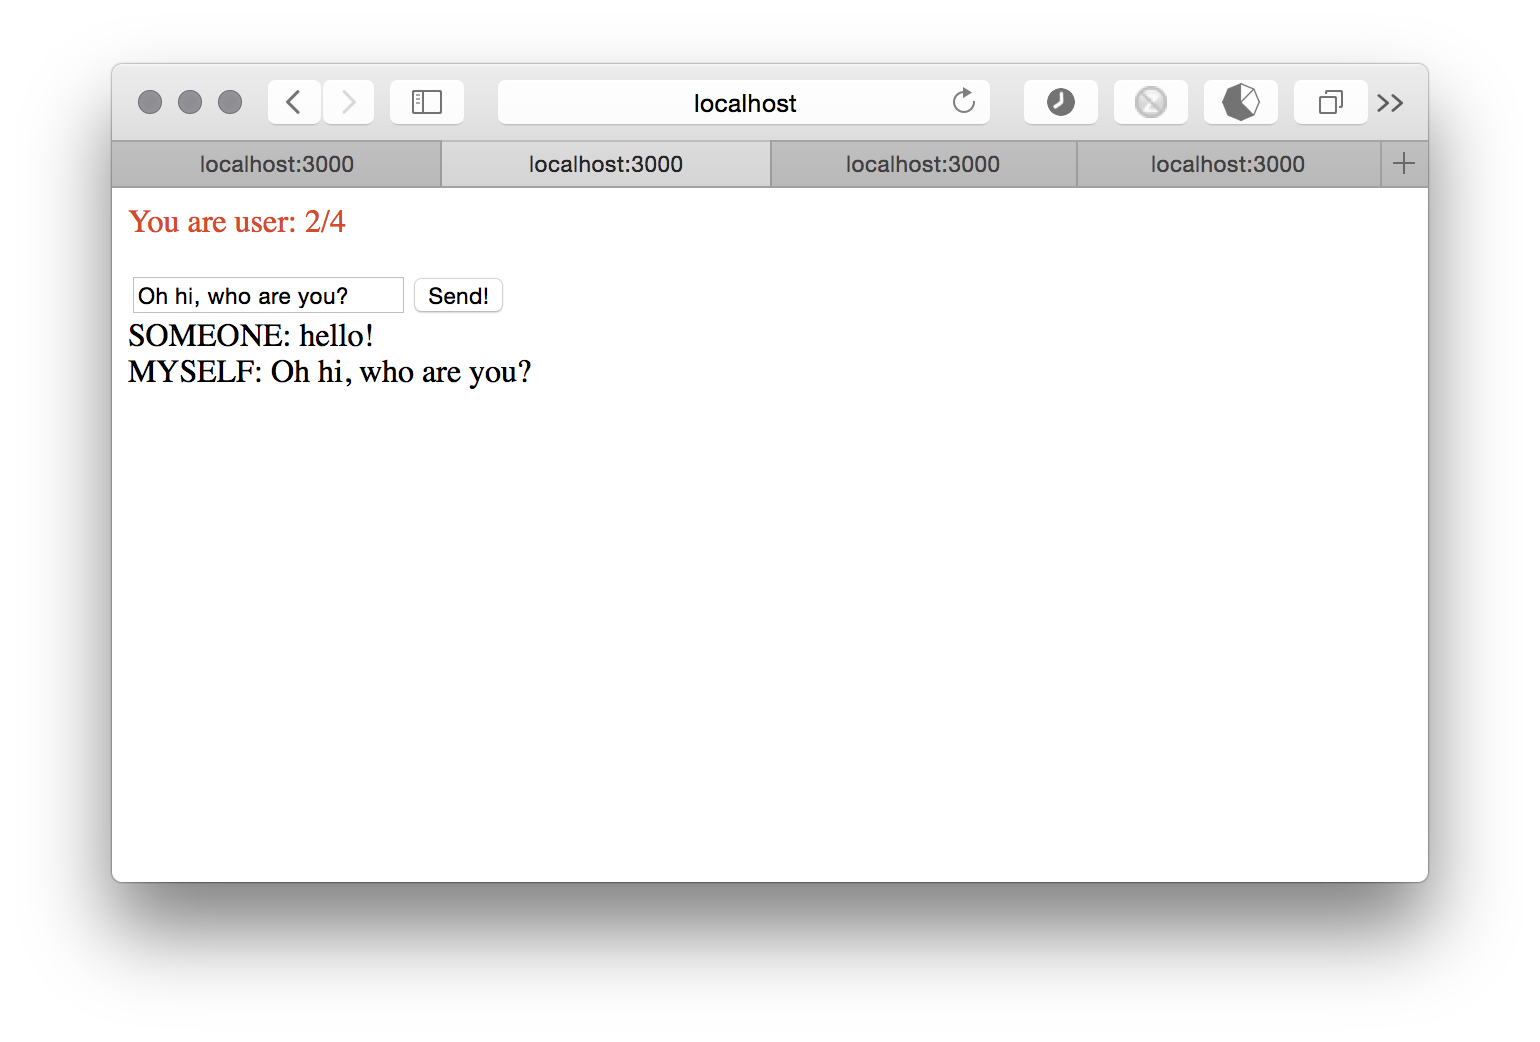 localhost
localhost:3000 localhost:3000 localhost:3000 localhost:3000
You are user: 2/4
Oh hi, who are you? Send!
SOMEONE: hello!
MYSELF: Oh hi, who are you?